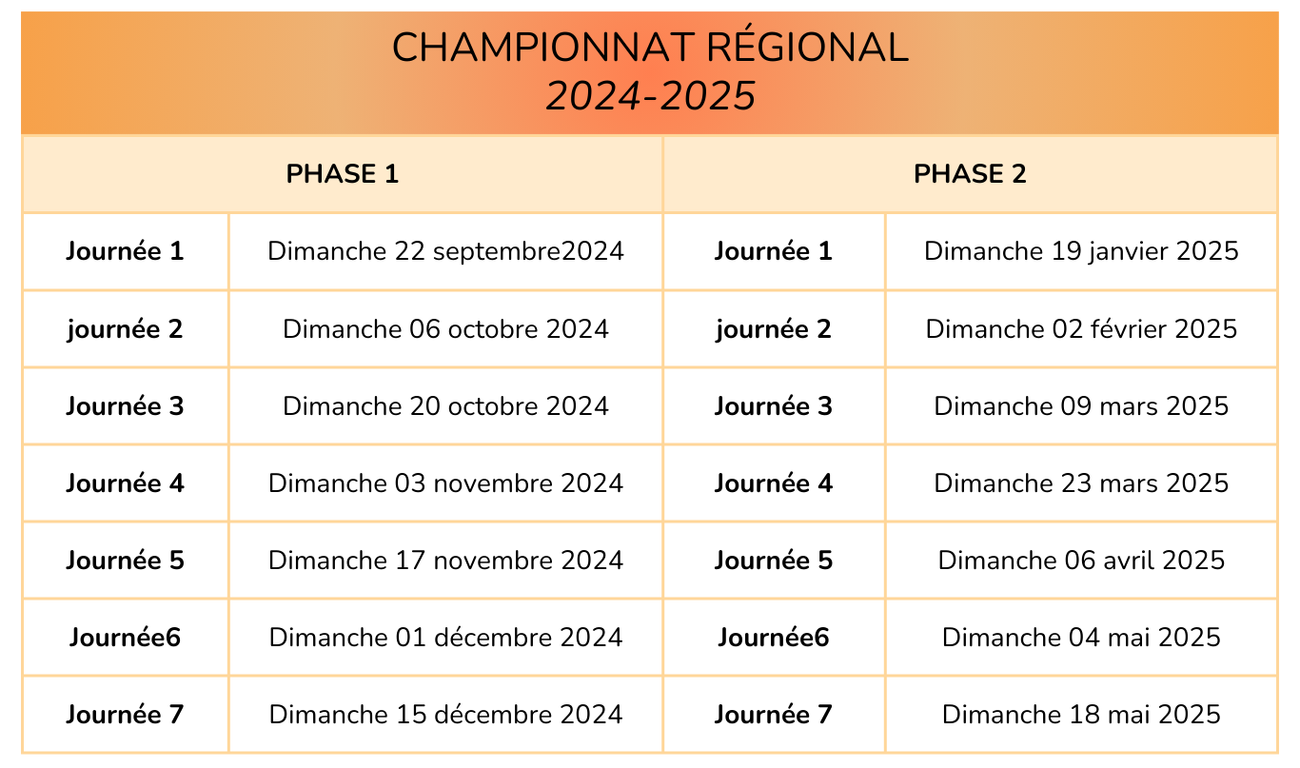 CHAMPIONNAT RÉGIONAL
2024-2025
PHASE 1 PHASE 2
Journée 1 Dimanche 22 septembre2024 Journée 1 Dimanche 19 janvier 2025
journée 2 Dimanche 06 octobre 2024 journée 2 Dimanche 02 février 2025
Journée 3 Dimanche 20 octobre 2024 Journée 3 Dimanche 09 mars 2025
Journée 4 Dimanche 03 novembre 2024 Journée 4 Dimanche 23 mars 2025
Journée 5 Dimanche 17 novembre 2024 Journée 5 Dimanche 06 avril 2025
Journée6 Dimanche 01 décembre 2024 Journée6 Dimanche 04 mai 2025
Journée 7 Dimanche 15 décembre 2024 Journée 7 Dimanche 18 mai 2025